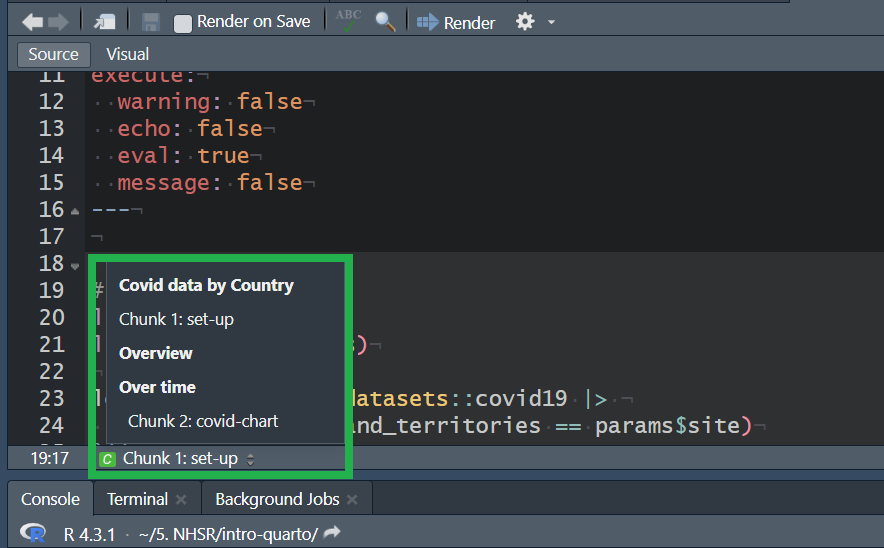 Render on Save
ABC
Render
Source Visual
11 execute:¬
12 ··warning:·false¬
13 ··echo:·false¬
14 ··eval:·true¬
15 ··message:·false¬
16 ---¬
17 ¬
18
19 #
20 l
21 l s)¬
22 ¬
23 l datasets::covid19·|>·¬
24 and_territories·==·params$site)¬
Covid data by Country
Chunk 1: set-up
Overview
Over time
Chunk 2: covid-chart
19:17 C Chunk 1: set-up
Console Terminal Background Jobs
R R 4.3.1 · ~/5. NHSR/intro-quarto/